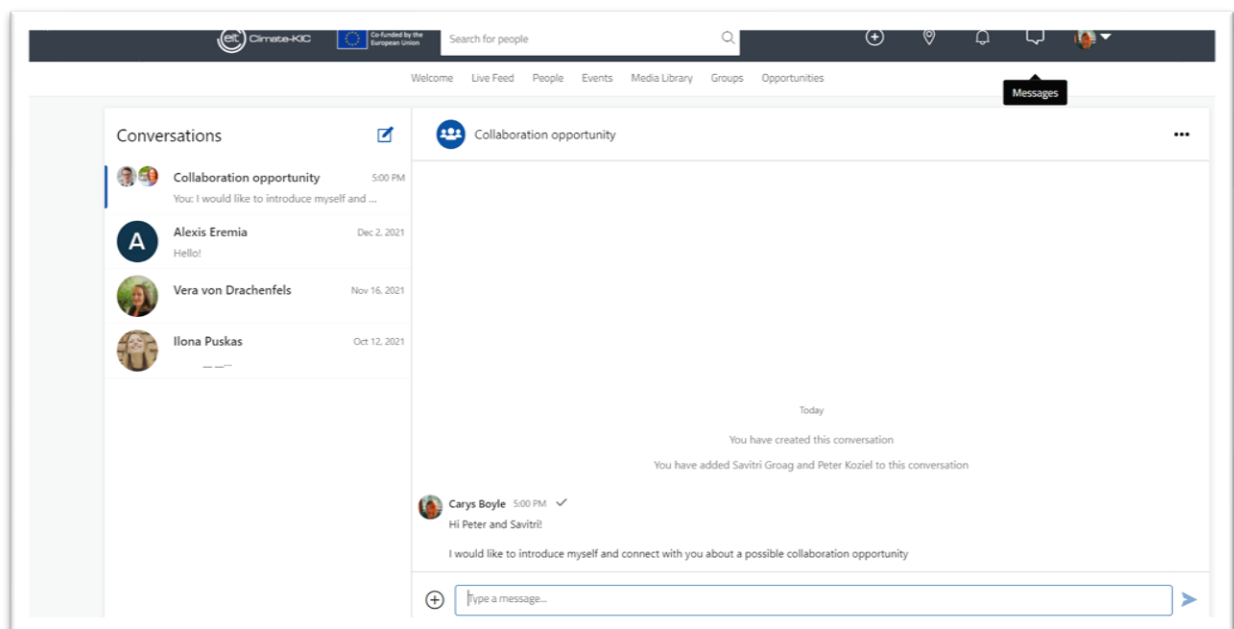 eit Climate-KIC
Co-funded by the
European Union
Search for people
Welcome Live Feed People Events Media Library Groups Opportunities
Messages
Conversations
Collaboration opportunity 5:00 PM
You: I would like to introduce myself and ...
A
Alexis Eremia Dec 2, 2021
Hello!
Vera von Drachenfels Nov 16, 2021
Ilona Puskas Oct 12, 2021
Collaboration opportunity
Today
You have created this conversation
You have added Savitri Groag and Peter Koziel to this conversation
Carys Boyle 5:00 PM
Hi Peter and Savitri!
I would like to introduce myself and connect with you about a possible collaboration opportunity
Type a message...